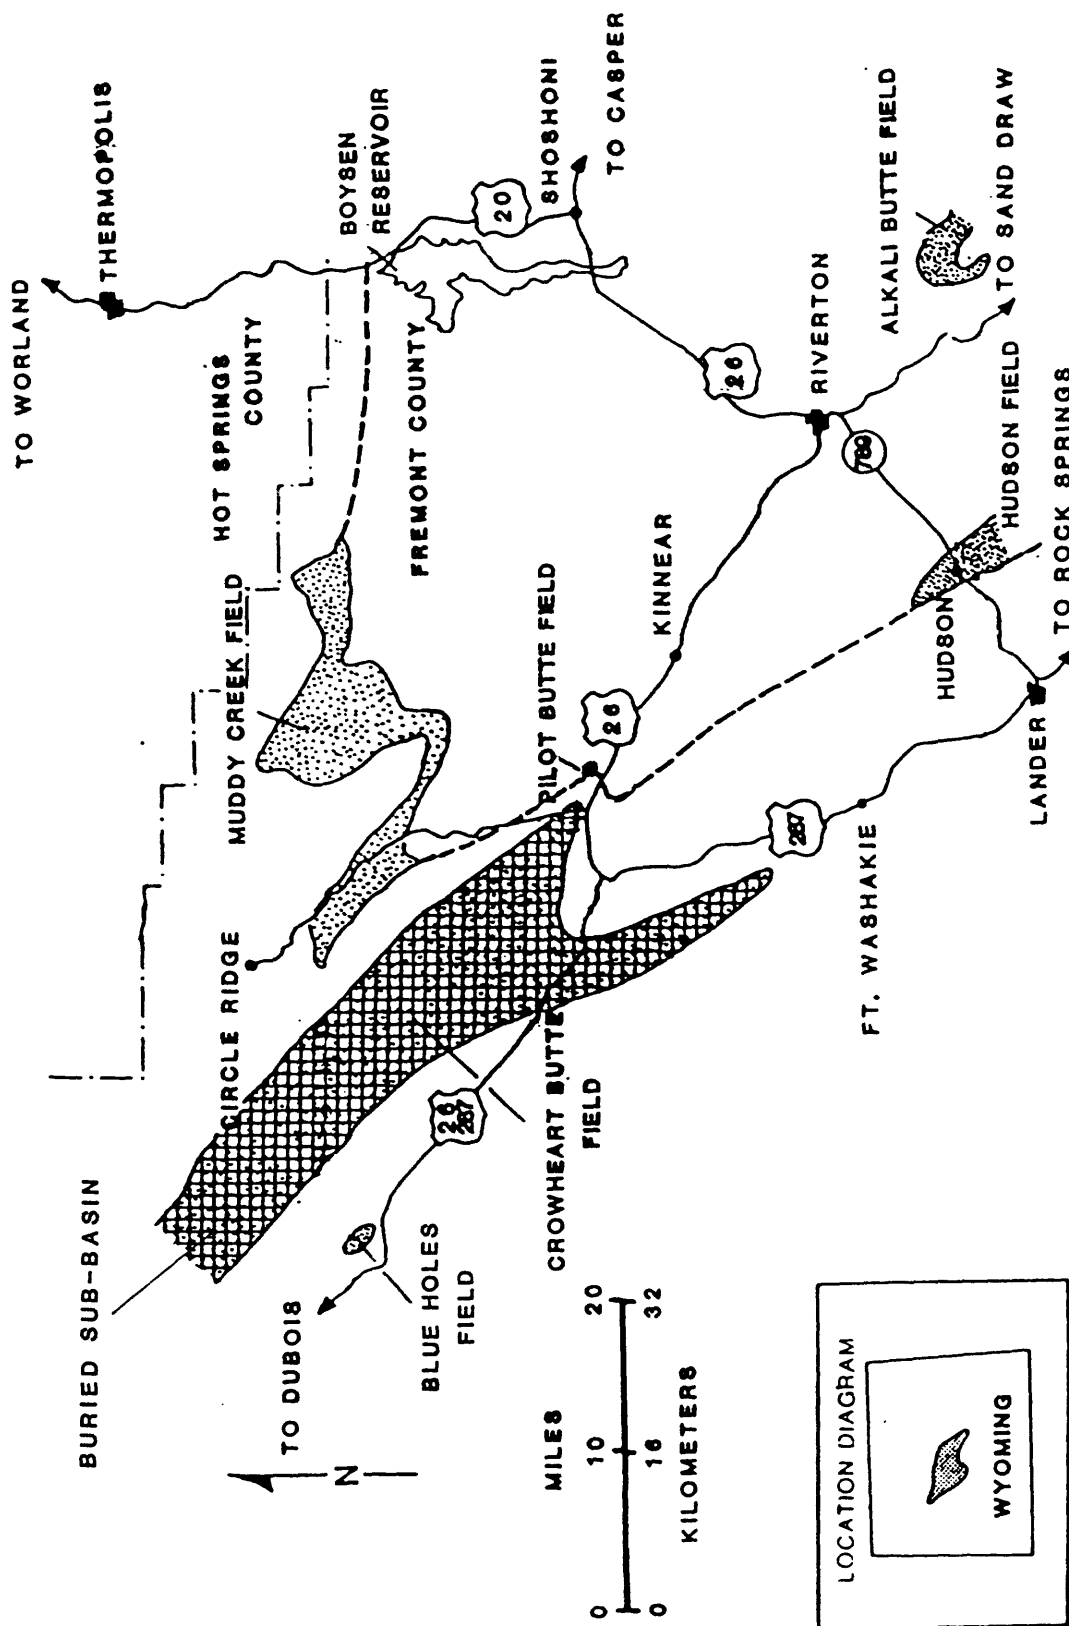 TO WORLAND
THERMOPOLIS
HOT SPRINGS
COUNTY
BOYSEN
RESERVOIR
FREMONT COUNTY
20
SHOSHONI
TO CASPER
MUDDY CREEK FIELD
CIRCLE RIDGE
BURIED SUB-BASIN
TO DUBOIS
BLUE HOLES
FIELD
26
287
CROWHEART BUTTE
FIELD
PILOT BUTTE FIELD
26
KINNEAR
26
RIVERTON
789
ALKALI BUTTE FIELD
TO SAND DRAW
HUDSON FIELD
HUDSON
TO ROCK SPRINGS
LANDER
287
FT. WASHAKIE
N
MILES
0 10 20
0 16 32
KILOMETERS
LOCATION DIAGRAM
WYOMING